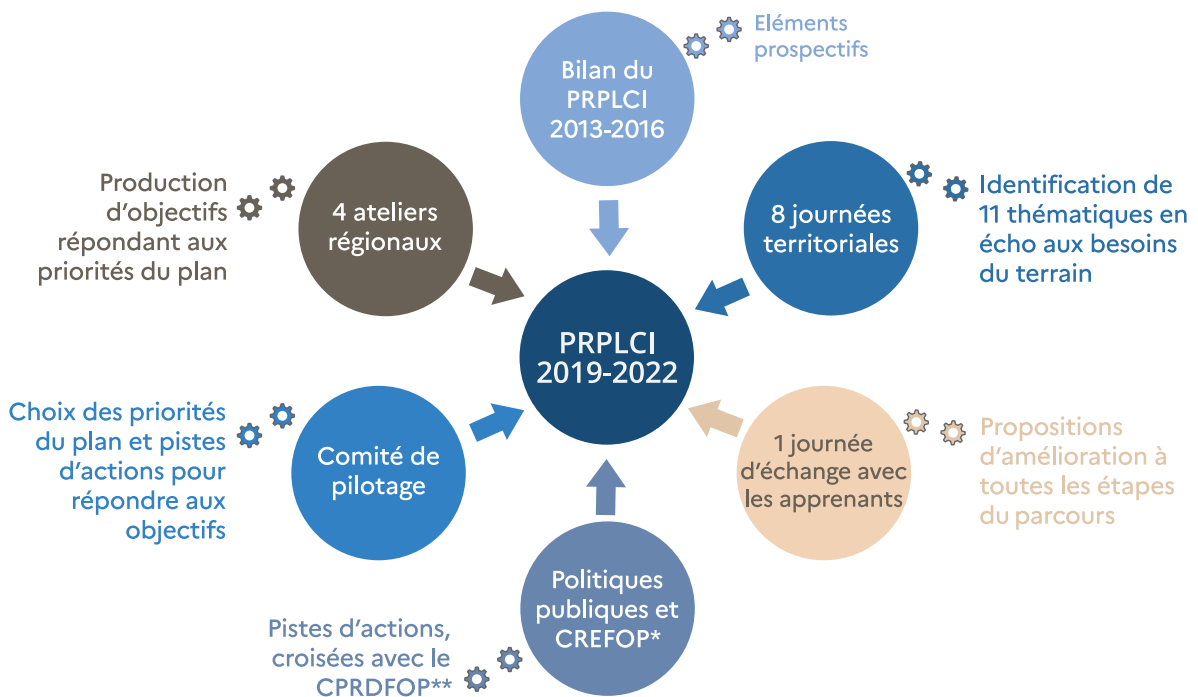 Bilan du
PRPLCI
2013-2016
Eléments
prospectifs
8 journées
territoriales
Identification de
11 thématiques en
écho aux besoins
du terrain
1 journée
d'échange avec
les apprenants
Propositions
d'amélioration à
toutes les étapes
du parcours
Politiques
publiques et
CREFOP*
Pistes d'actions,
croisées avec le
CPRDFOP**
Comité de
pilotage
Choix des priorités
du plan et pistes
d'actions pour
répondre aux
objectifs
4 ateliers
régionaux
Production
d'objectifs
répondant aux
priorités du plan
PRPLCI
2019-2022